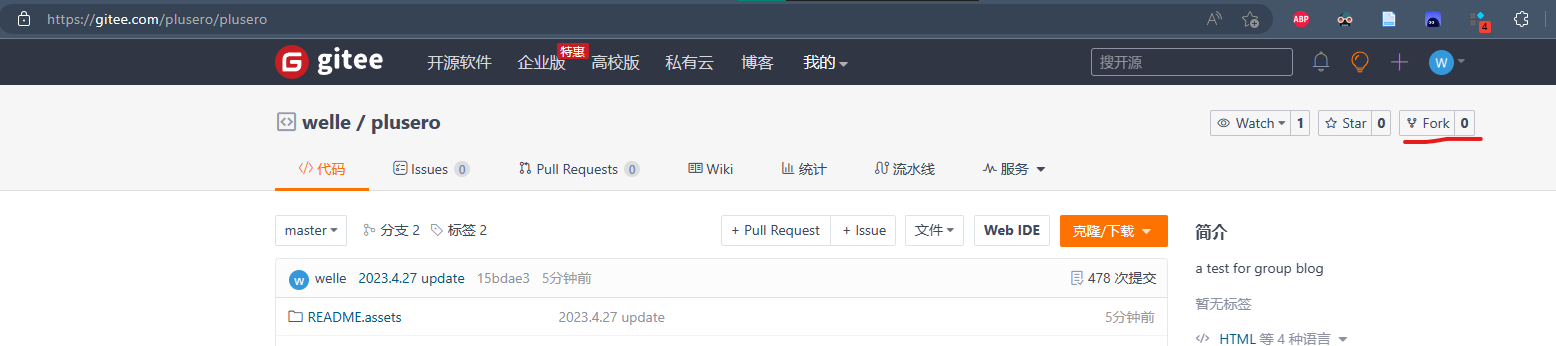 https://gitee.com/plusero/plusero
ABP
4
G gitee 开源软件 企业版 特惠 高校版 私有云 博客 我的 搜开源 W
welle / plusero Watch 1 Star 0 Fork 0
代码 Issues 0 Pull Requests 0 Wiki 统计 流水线 服务
master 分支 2 标签 2 + Pull Request + Issue 文件 Web IDE 克隆/下载 简介
W welle 2023.4.27 update 15bdae3 5分钟前 478 次提交 a test for group blog
暂无标签
README.assets 2023.4.27 update 5分钟前
HTML 等 4 种语言